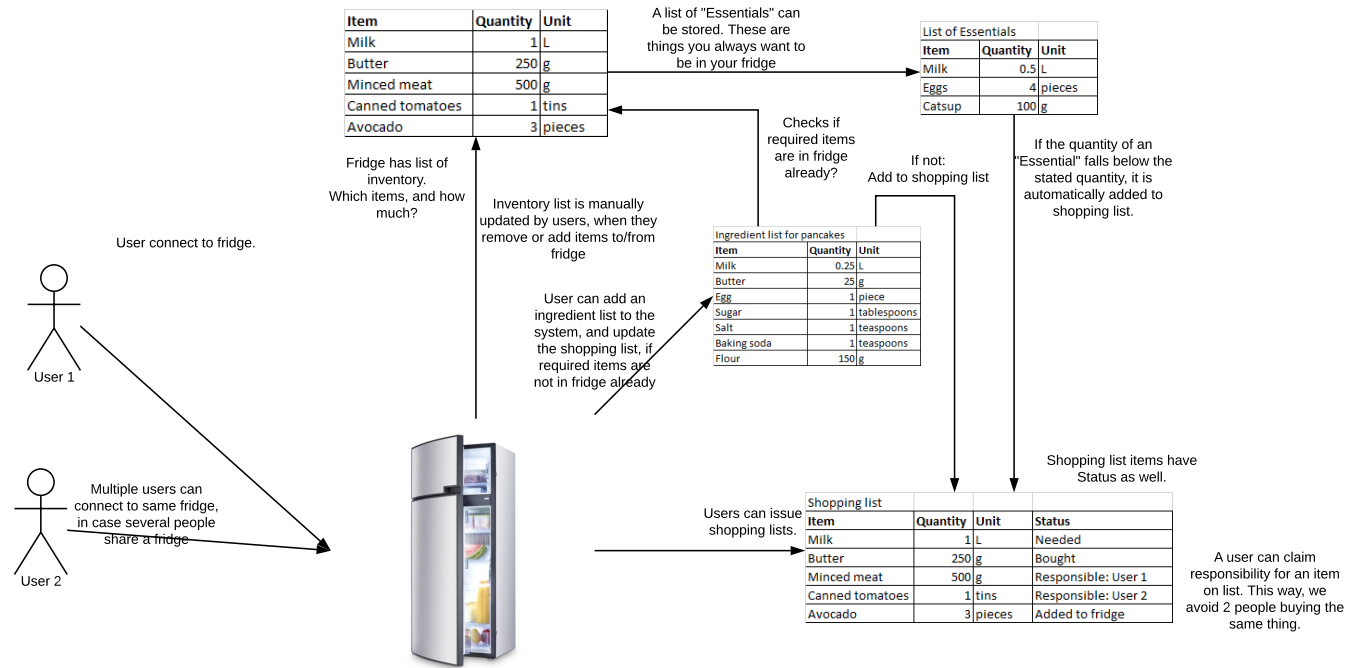 Item Quantity Unit
Milk 1 L
Butter 250 g
Minced meat 500 g
Canned tomatoes 1 tins
Avocado 3 pieces
A list of "Essentials" can
be stored. These are
things you always want to
be in your fridge
List of Essentials
Item Quantity Unit
Milk 0.5 L
Eggs 4 pieces
Catsup 100 g
Checks if
required items
are in fridge
already?
If not:
Add to shopping list
If the quantity of an
"Essential" falls below the
stated quantity, it is
automatically added to
shopping list.
Fridge has list of
inventory.
Which items, and how
much?
Inventory list is manually
updated by users, when they
remove or add items to/from
fridge
User connect to fridge.
User 1
Multiple users can
connect to same fridge,
in case several people
share a fridge
User 2
User can add an
ingredient list to the
system, and update
the shopping list, if
required items are
not in fridge already
Ingredient list for pancakes
Item Quantity Unit
Milk 0.25 L
Butter 25 g
Egg 1 piece
Sugar 1 tablespoons
Salt 1 teaspoons
Baking soda 1 teaspoons
Flour 150 g
Users can issue
shopping lists.
Shopping list items have
Status as well.
Shopping list
Item Quantity Unit Status
Milk 1 L Needed
Butter 250 g Bought
Minced meat 500 g Responsible: User 1
Canned tomatoes 1 tins Responsible: User 2
Avocado 3 pieces Added to fridge
A user can claim
responsibility for an item
on list. This way, we
avoid 2 people buying the
same thing.